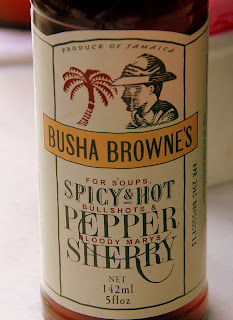 PRODUCE OF JAMAICA
BUSHA BROWNE'S
FOR SOUPS,
SPICY & HOT
BULLSHOTS &
PEPPER
BLOODY MARYS
SHERRY
NET
142ml
5floz